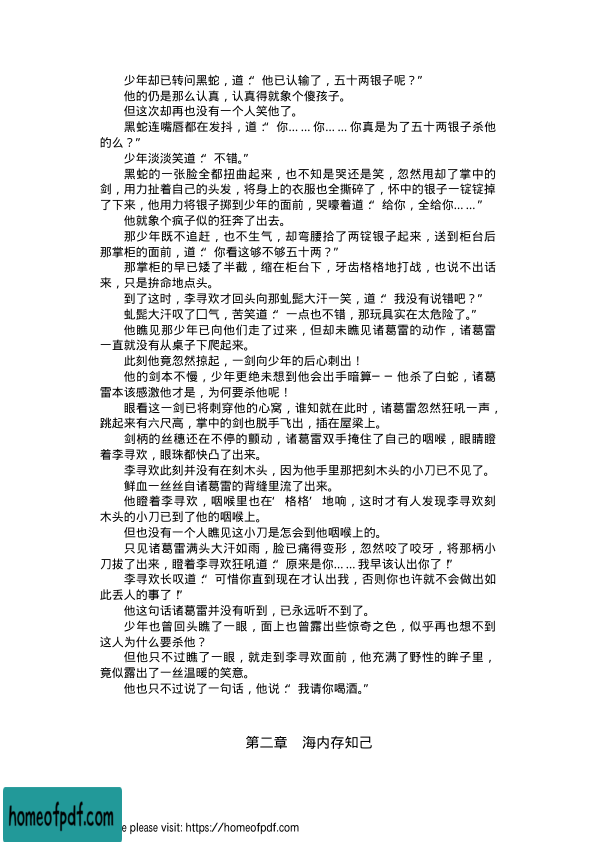 少年却已转问黑蛇，道：“他已认输了，五十两银子呢？”
他的仍是那么认真，认真得就象个傻孩子。
但这次却再也没有一个人笑他了。
黑蛇连嘴唇都在发抖，道：“你……你……你真是为了五十两银子杀他
的么？”
少年淡淡笑道：“不错。”
黑蛇的一张脸全都扭曲起来，也不知是哭还是笑，忽然甩却了掌中的
剑，用力扯着自己的头发，将身上的衣服也全撕碎了，怀中的银子一锭锭掉
了下来，他用力将银子掷到少年的面前，哭嚎着道：“给你，全给你……”
他就象个疯子似的狂奔了出去。
那少年既不追赶，也不生气，却弯腰拾了两锭银子起来，送到柜台后
那掌柜的面前，道：“你看这够不够五十两？”
那掌柜的早已矮了半截，缩在柜台下，牙齿格格地打战，也说不出话
来，只是拚命地点头。
到了这时，李寻欢才回头向那虬髭大汗一笑，道：“我没有说错吧？”
虬髭大汗叹了囗气，苦笑道：“一点也不错，那玩具实在太危险了。”
他瞧见那少年已向他们走了过来，但却未瞧见诸葛雷的动作，诸葛雷
一直就没有从桌子下爬起来。
此刻他竟忽然掠起，一剑向少年的后心刺出！
他的剑本不慢，少年更绝未想到他会出手暗算──他杀了白蛇，诸葛
雷本该感激他才是，为何要杀他呢！
眼看这一剑已将刺穿他的心窝，谁知就在此时，诸葛雷忽然狂吼一声，
跳起来有六尺高，掌中的剑也脱手飞出，插在屋梁上。
剑柄的丝穗还在不停的颤动，诸葛雷双手掩住了自己的咽喉，眼睛瞪
着李寻欢，眼珠都快凸了出来。
李寻欢此刻并没有在刻木头，因为他手里那把刻木头的小刀已不见了。
鲜血一丝丝自诸葛雷的背缝里流了出来。
他瞪着李寻欢，咽喉里也在‘格格’地响，这时才有人发现李寻欢刻
木头的小刀已到了他的咽喉上。
但也没有一个人瞧见这小刀是怎会到他咽喉上的。
只见诸葛雷满头大汗如雨，脸已痛得变形，忽然咬了咬牙，将那柄小
刀拔了出来，瞪着李寻欢狂吼道：“原来是你……我早该认出你了！”
李寻欢长叹道：“可惜你直到现在才认出我，否则你也许就不会做出如
此丢人的事了！”
他这句话诸葛雷并没有听到，已永远听不到了。
少年也曾回头瞧了一眼，面上也曾露出些惊奇之色，似乎再也想不到
这人为什么要杀他？
但他只不过瞧了一眼，就走到李寻欢面前，他充满了野性的眸子里，
竟似露出了一丝温暖的笑意。
他也只不过说了一句话，他说：“我请你喝酒。”
第二章　海内存知己
homeofpdf.com
e please visit: https://homeofpdf.com